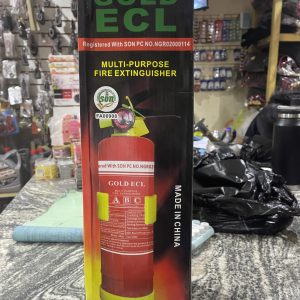 GOLD
ECL
Registered With SON PC NO.NGR02000114
MULTI-PURPOSE
FIRE EXTINGUISHER
son
GOLD ECL
A B C
MADE IN CHINA